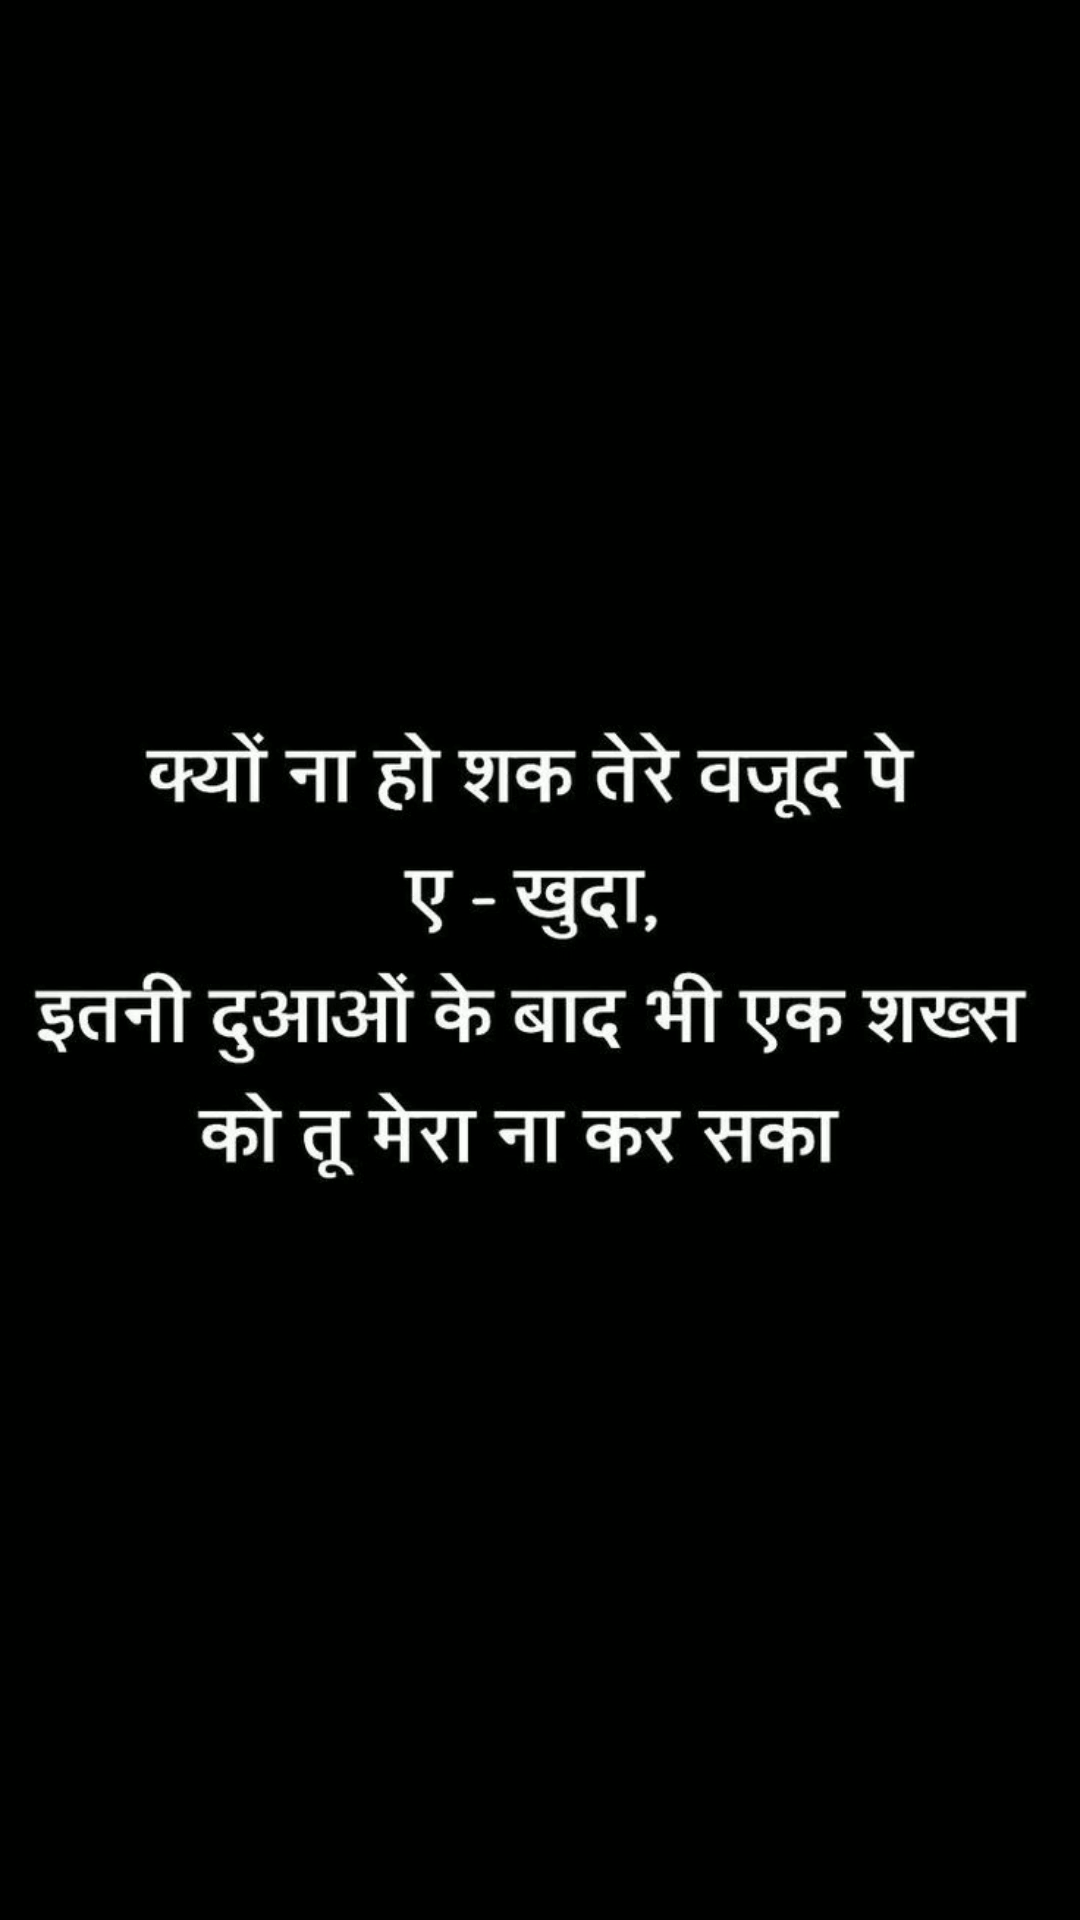 क्यों ना हो शक तेरे वजूद पे
ए - खुदा,
इतनी दुआओं के बाद भी एक शख्स
को तू मेरा ना कर सका